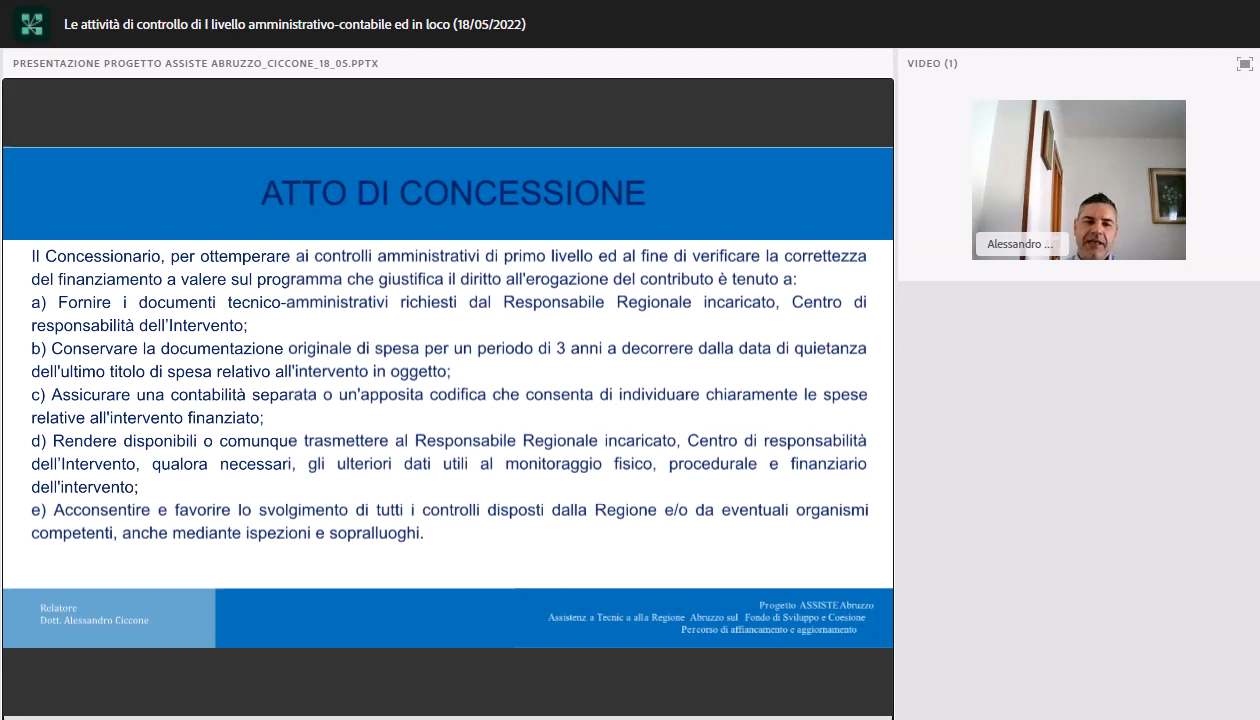 Le attività di controllo di I livello amministrativo-contabile ed in loco (18/05/2022)
PRESENTAZIONE PROGETTO ASSISTE ABRUZZO_CICCONE_18_05.PPTX
VIDEO (1)
ATTO DI CONCESSIONE
Il Concessionario, per ottemperare ai controlli amministrativi di primo livello ed al fine di verificare la correttezza
del finanziamento a valere sul programma che giustifica il diritto all'erogazione del contributo è tenuto a:
a) Fornire i documenti tecnico-amministrativi richiesti dal Responsabile Regionale incaricato, Centro di
responsabilità dell’Intervento;
b) Conservare la documentazione originale di spesa per un periodo di 3 anni a decorrere dalla data di quietanza
dell'ultimo titolo di spesa relativo all'intervento in oggetto;
c) Assicurare una contabilità separata o un'apposita codifica che consenta di individuare chiaramente le spese
relative all'intervento finanziato;
d) Rendere disponibili o comunque trasmettere al Responsabile Regionale incaricato, Centro di responsabilità
dell’Intervento, qualora necessari, gli ulteriori dati utili al monitoraggio fisico, procedurale e finanziario
dell'intervento;
e) Acconsentire e favorire lo svolgimento di tutti i controlli disposti dalla Regione e/o da eventuali organismi
competenti, anche mediante ispezioni e sopralluoghi.
Relatore
Dott. Alessandro Ciccone
Progetto ASSISTE Abruzzo
Assistenz a Tecnic a alla Regione Abruzzo sul Fondo di Sviluppo e Coesione
Percorso di affiancamento e aggiornamento
Alessandro ...